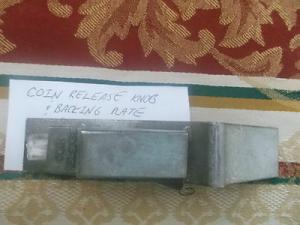 COIN RELEASE KNOB
& BACKING PLATE